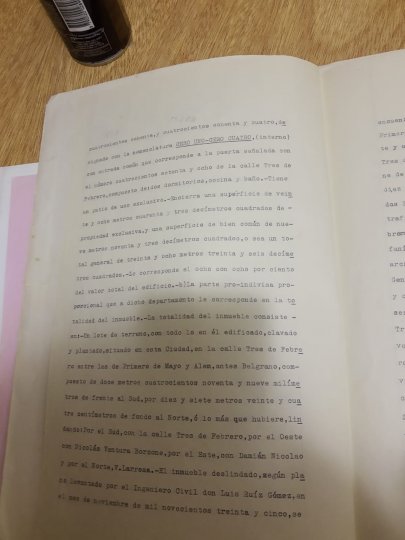 cuatrocientos ochenta,y cuatrocientos ochenta y cuatro,de
signado con la nomenclatura CERO UNO-CERO CUATRO,(interno)
con entrada común que corresponde a la puerta señalada con
el número cuatrocientos ochenta y ocho de la calle Tres de
Febrero,compuesto de:dos dormitorios,cocina y baño.-Tiene
un patio de uso exclusivo.-Encierra una superficie de vein
te y ocho metros cuarenta y tres decímetros cuadrados de -
propiedad exclusiva,y una superficie de bien común de nue-
ve metros noventa y tres decímetros cuadrados,o sea un to-
tal general de treinta y ocho metros treinta y seis decíme
tros cuadrados.-Le corresponde el ocho con ocho por ciento
del valor total del edificio.-b)La parte pro-indivisa pro-
porcional que a dicho departamento le corresponde en la to
talidad del inmueble.-La totalidad del inmueble consiste -
en:-Un lote de terreno,con todo lo en él edificado,clavado
y plantado,situado en esta Ciudad,en la calle Tres de Febre
ro entre las de Primero de Mayo y Alem,antes Belgrano,com-
puesto de doce metros cuatrocientos noventa y nueve milíme
tros de frente al Sud,por diez y siete metros veinte y cua
tro centímetros de fondo al Norte,ó lo más que hubiere,lin
dando:Por el Sud,con la calle Tres de Febrero,por el Oeste
con Nicolás Ventura Borzone,por el Este,con Damián Nicolao
y por el Norte,F.Larrosa.-El inmueble deslindado,según pla
no levantado por el Ingeniero Civil don Luis Ruíz Gómez,en
el mes de noviembre de mil novecientos treinta y cinco,se